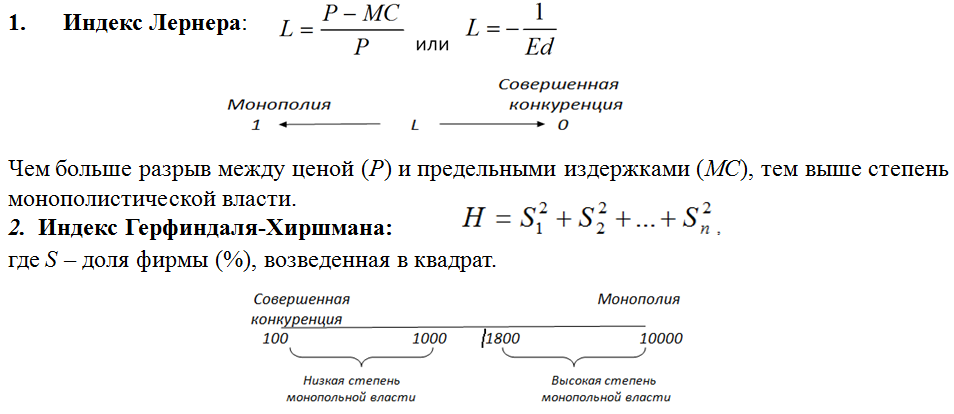 1. Индекс Лернера: L = (P − MC) / P или L = − 1 / Ed
Совершенная
Монополия конкуренция
1 L 0
Чем больше разрыв между ценой (P) и предельными издержками (MC), тем выше степень
монополистической власти.
2. Индекс Герфиндаля-Хиршмана: H = S₁² + S₂² + ... + Sₙ² ,
где S – доля фирмы (%), возведенная в квадрат.
Совершенная Монополия
конкуренция
100 1000 1800 10000
Низкая степень Высокая степень
монопольной власти монопольной власти